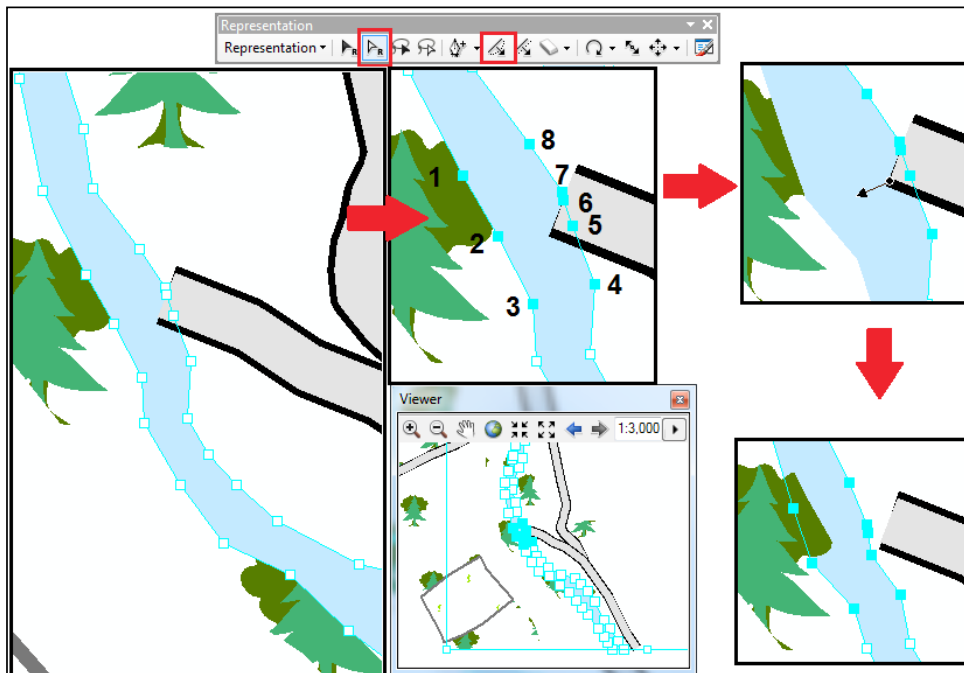 Representation
Representation
R
R
R
R
8
1
7
6
5
2
4
3
Viewer
1:3,000